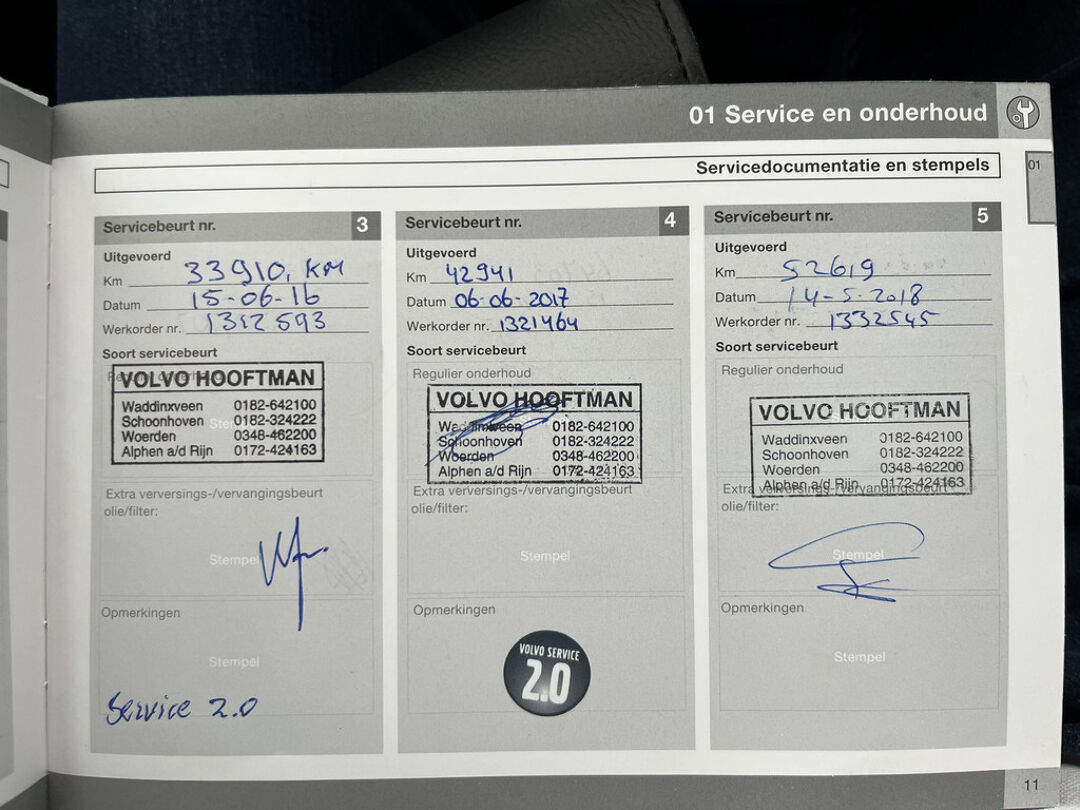 01 Service en onderhoud
Servicedocumentatie en stempels
01
Servicebeurt nr. 3
Uitgevoerd
Km 33910, KM
Datum 15-06-16
Werkorder nr. 1312593
Soort servicebeurt
Regulier onderhoud
VOLVO HOOFTMAN
Waddinxveen 0182-642100
Schoonhoven 0182-324222
Woerden 0348-462200
Alphen a/d Rijn 0172-424163
Extra verversings-/vervangingsbeurt
olie/filter:
Stempel
Opmerkingen
Stempel
Service 2.0
Servicebeurt nr. 4
Uitgevoerd
Km 42941
Datum 06-06-2017
Werkorder nr. 1321464
Soort servicebeurt
Regulier onderhoud
VOLVO HOOFTMAN
Waddinxveen 0182-642100
Schoonhoven 0182-324222
Woerden 0348-462200
Alphen a/d Rijn 0172-424163
Extra verversings-/vervangingsbeurt
olie/filter:
Stempel
Opmerkingen
VOLVO SERVICE
2.0
Servicebeurt nr. 5
Uitgevoerd
Km 52619
Datum 14-5-2018
Werkorder nr. 1332545
Soort servicebeurt
Regulier onderhoud
VOLVO HOOFTMAN
Waddinxveen 0182-642100
Schoonhoven 0182-324222
Woerden 0348-462200
Alphen a/d Rijn 0172-424163
Extra verversings-/vervangingsbeurt
olie/filter:
Stempel
Opmerkingen
Stempel
11